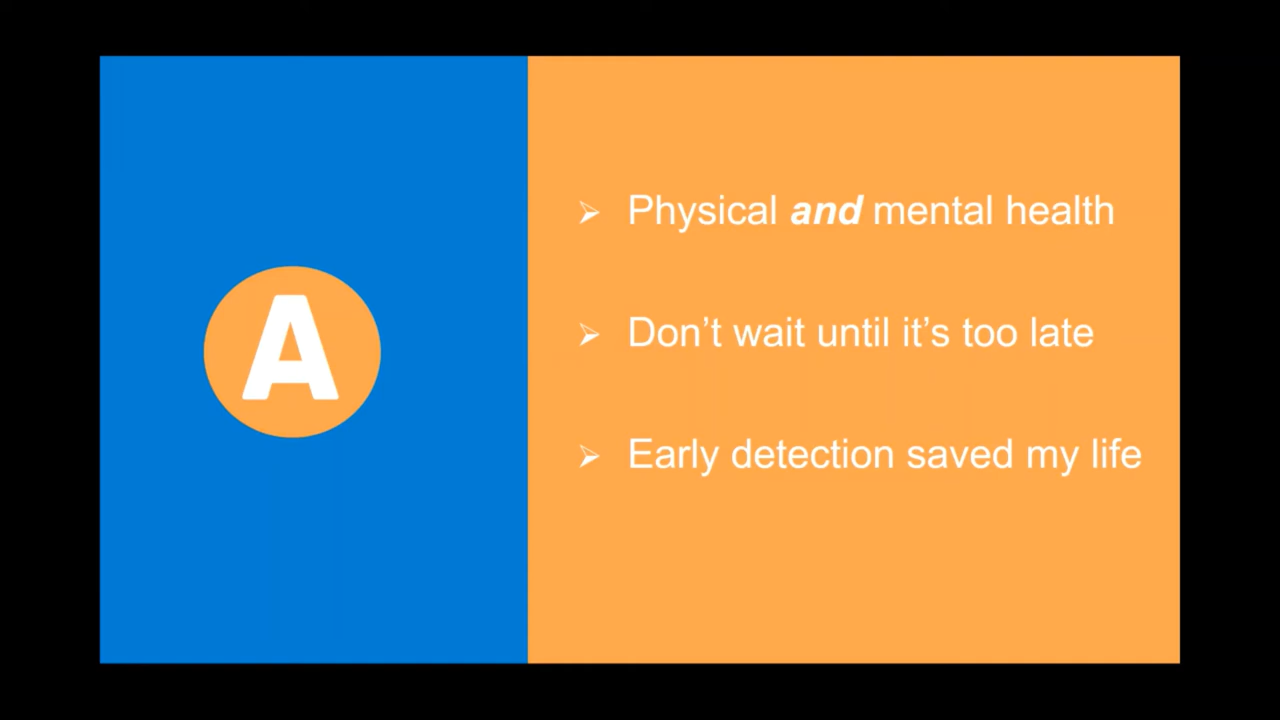 A
Physical and mental health
Don’t wait until it’s too late
Early detection saved my life